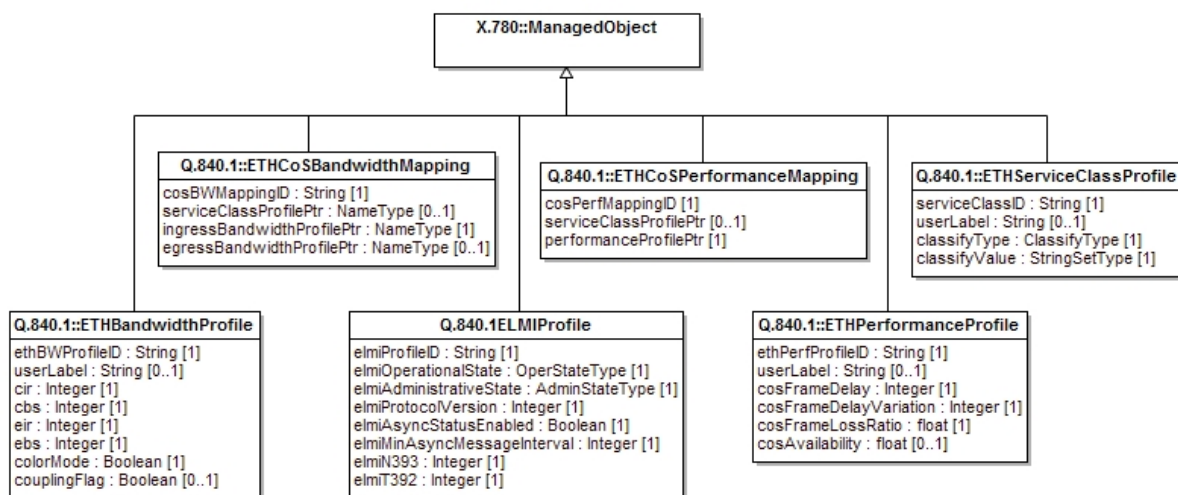 X.780::ManagedObject
Q.840.1::ETHCoSBandwidthMapping
cosBWMappingID : String [1]
serviceClassProfilePtr : NameType [0..1]
ingressBandwidthProfilePtr : NameType [1]
egressBandwidthProfilePtr : NameType [0..1]
Q.840.1::ETHCoSPerformanceMapping
cosPerfMappingID [1]
serviceClassProfilePtr [0..1]
performanceProfilePtr [1]
Q.840.1::ETHServiceClassProfile
serviceClassID : String [1]
userLabel : String [0..1]
classifyType : ClassifyType [1]
classifyValue : StringSetType [1]
Q.840.1::ETHBandwidthProfile
ethBWProfileID : String [1]
userLabel : String [0..1]
cir : Integer [1]
cbs : Integer [1]
eir : Integer [1]
ebs : Integer [1]
colorMode : Boolean [1]
couplingFlag : Boolean [0..1]
Q.840.1ELMIProfile
elmiProfileID : String [1]
elmiOperationalState : OperStateType [1]
elmiAdministrativeState : AdminStateType [1]
elmiProtocolVersion : Integer [1]
elmiAsyncStatusEnabled : Boolean [1]
elmiMinAsyncMessageInterval : Integer [1]
elmiN393 : Integer [1]
elmiT392 : Integer [1]
Q.840.1::ETHPerformanceProfile
ethPerfProfileID : String [1]
userLabel : String [0..1]
cosFrameDelay : Integer [1]
cosFrameDelayVariation : Integer [1]
cosFrameLossRatio : float [1]
cosAvailability : float [0..1]